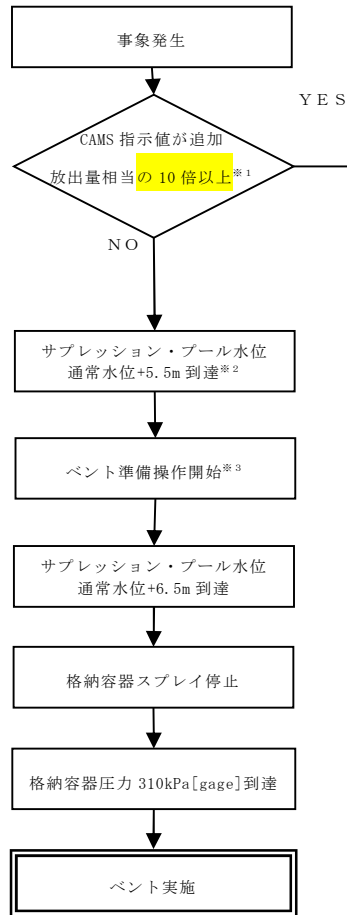 事象発生
CAMS 指示値が追加
放出量相当の 10 倍以上※1
YES
NO
サプレッション・プール水位
通常水位+5.5m 到達※2
ベント準備操作開始※3
サプレッション・プール水位
通常水位+6.5m 到達
格納容器スプレイ停止
格納容器圧力 310kPa[gage]到達
ベント実施